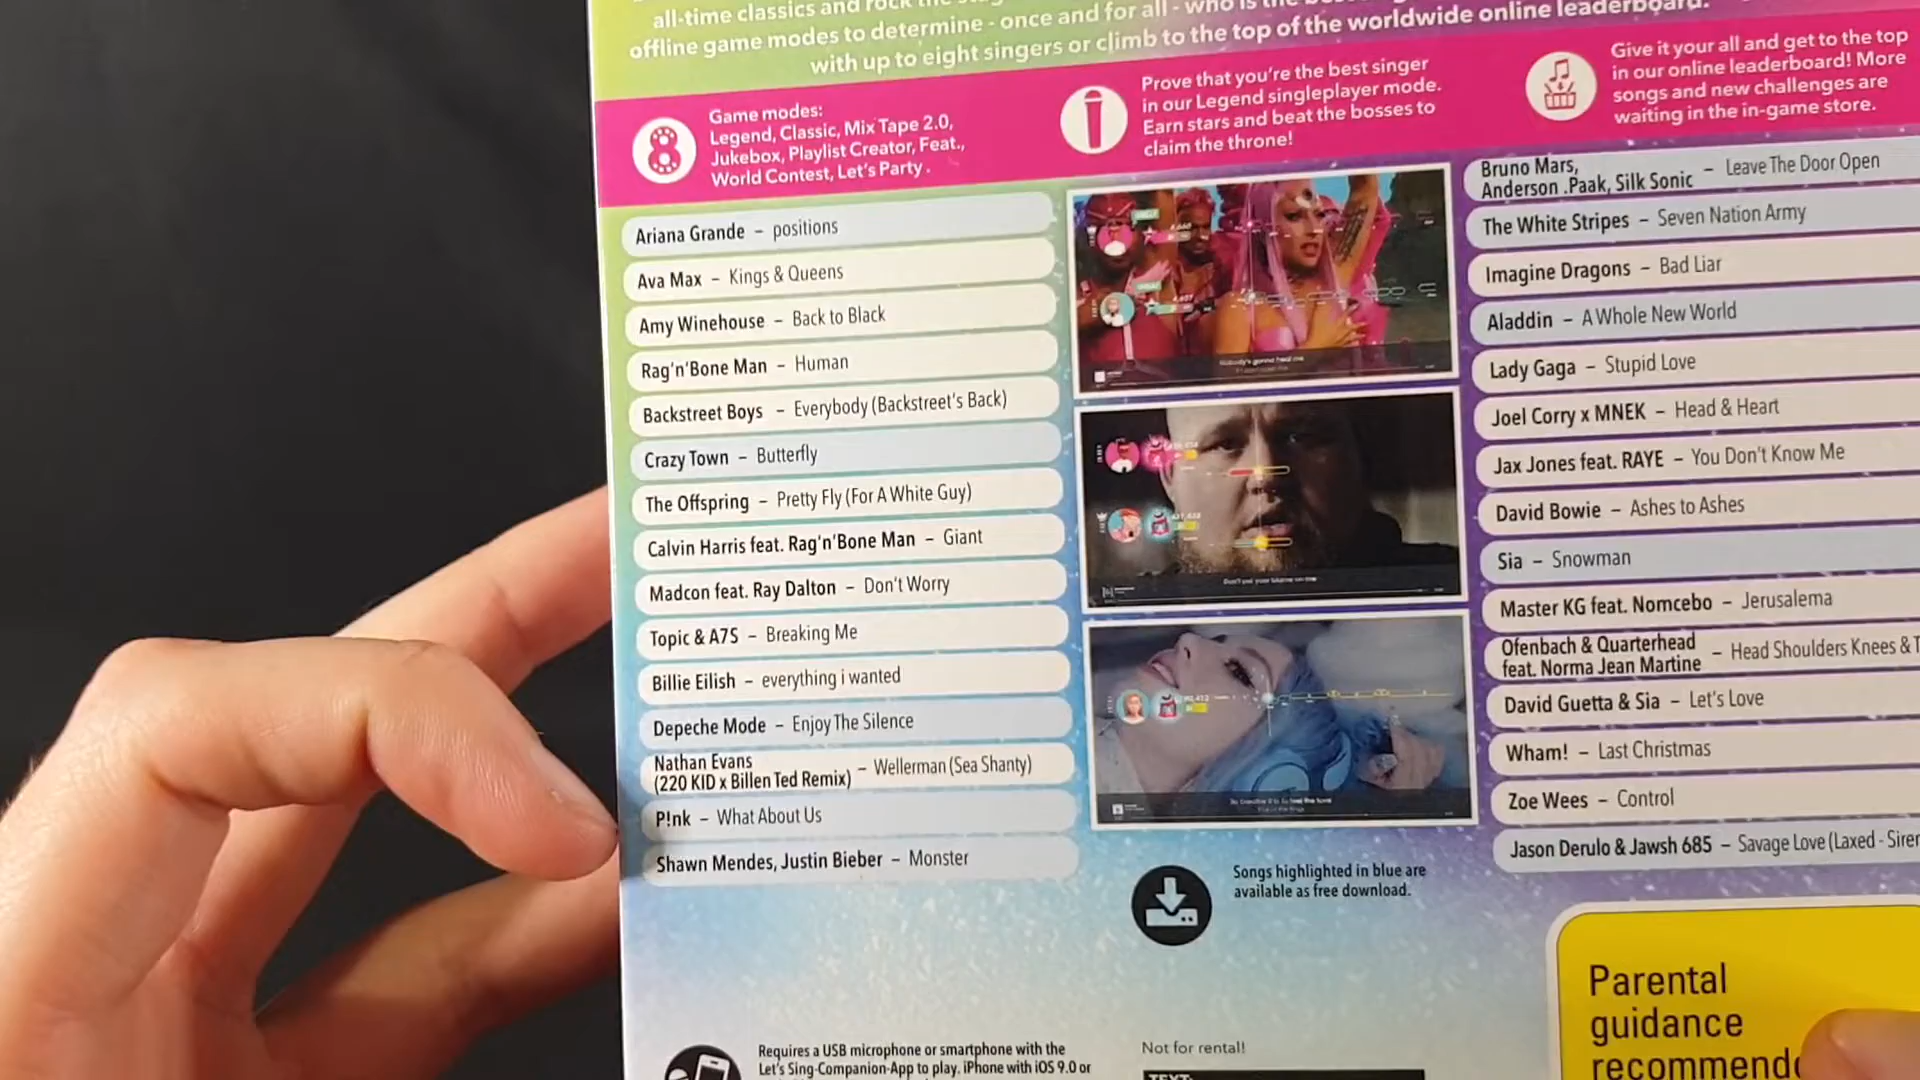 all-time classics and rock the
offline game modes to determine - once and for all - who is the
with up to eight singers or climb to the top of the worldwide online leaderboard.
8
Game modes:
Legend, Classic, Mix Tape 2.0,
Jukebox, Playlist Creator, Feat.,
World Contest, Let's Party .
Prove that you're the best singer
in our Legend singleplayer mode.
Earn stars and beat the bosses to
claim the throne!
Give it your all and get to the top
in our online leaderboard! More
songs and new challenges are
waiting in the in-game store.
Ariana Grande – positions
Ava Max – Kings & Queens
Amy Winehouse – Back to Black
Rag'n'Bone Man – Human
Backstreet Boys – Everybody (Backstreet's Back)
Crazy Town – Butterfly
The Offspring – Pretty Fly (For A White Guy)
Calvin Harris feat. Rag'n'Bone Man – Giant
Madcon feat. Ray Dalton – Don't Worry
Topic & A7S – Breaking Me
Billie Eilish – everything i wanted
Depeche Mode – Enjoy The Silence
Nathan Evans
(220 KID x Billen Ted Remix) – Wellerman (Sea Shanty)
P!nk – What About Us
Shawn Mendes, Justin Bieber – Monster
Nobody's gonna heal me
Don't put your blame on me
Songs highlighted in blue are
available as free download.
Bruno Mars,
Anderson .Paak, Silk Sonic – Leave The Door Open
The White Stripes – Seven Nation Army
Imagine Dragons – Bad Liar
Aladdin – A Whole New World
Lady Gaga – Stupid Love
Joel Corry x MNEK – Head & Heart
Jax Jones feat. RAYE – You Don't Know Me
David Bowie – Ashes to Ashes
Sia – Snowman
Master KG feat. Nomcebo – Jerusalema
Ofenbach & Quarterhead
feat. Norma Jean Martine – Head Shoulders Knees & T
David Guetta & Sia – Let's Love
Wham! – Last Christmas
Zoe Wees – Control
Jason Derulo & Jawsh 685 – Savage Love (Laxed - Siren
Parental
guidance
recommend
Requires a USB microphone or smartphone with the
Let's Sing-Companion-App to play. iPhone with iOS 9.0 or
Not for rental!
TEXT: